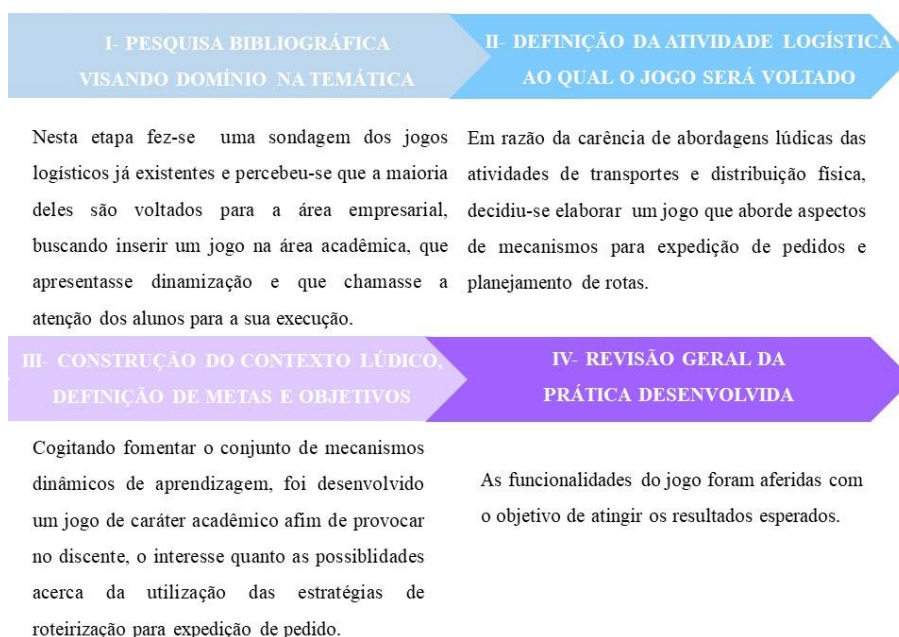 I- PESQUISA BIBLIOGRÁFICA
VISANDO DOMÍNIO NA TEMÁTICA
II- DEFINIÇÃO DA ATIVIDADE LOGÍSTICA
AO QUAL O JOGO SERÁ VOLTADO
Nesta etapa fez-se uma sondagem dos jogos
logísticos já existentes e percebeu-se que a maioria
deles são voltados para a área empresarial,
buscando inserir um jogo na área acadêmica, que
apresentasse dinamização e que chamasse a
atenção dos alunos para a sua execução.
Em razão da carência de abordagens lúdicas das
atividades de transportes e distribuição física,
decidiu-se elaborar um jogo que aborde aspectos
de mecanismos para expedição de pedidos e
planejamento de rotas.
III- CONSTRUÇÃO DO CONTEXTO LÚDICO,
DEFINIÇÃO DE METAS E OBJETIVOS
IV- REVISÃO GERAL DA
PRÁTICA DESENVOLVIDA
Cogitando fomentar o conjunto de mecanismos
dinâmicos de aprendizagem, foi desenvolvido
um jogo de caráter acadêmico afim de provocar
no discente, o interesse quanto as possiblidades
acerca da utilização das estratégias de
roteirização para expedição de pedido.
As funcionalidades do jogo foram aferidas com
o objetivo de atingir os resultados esperados.